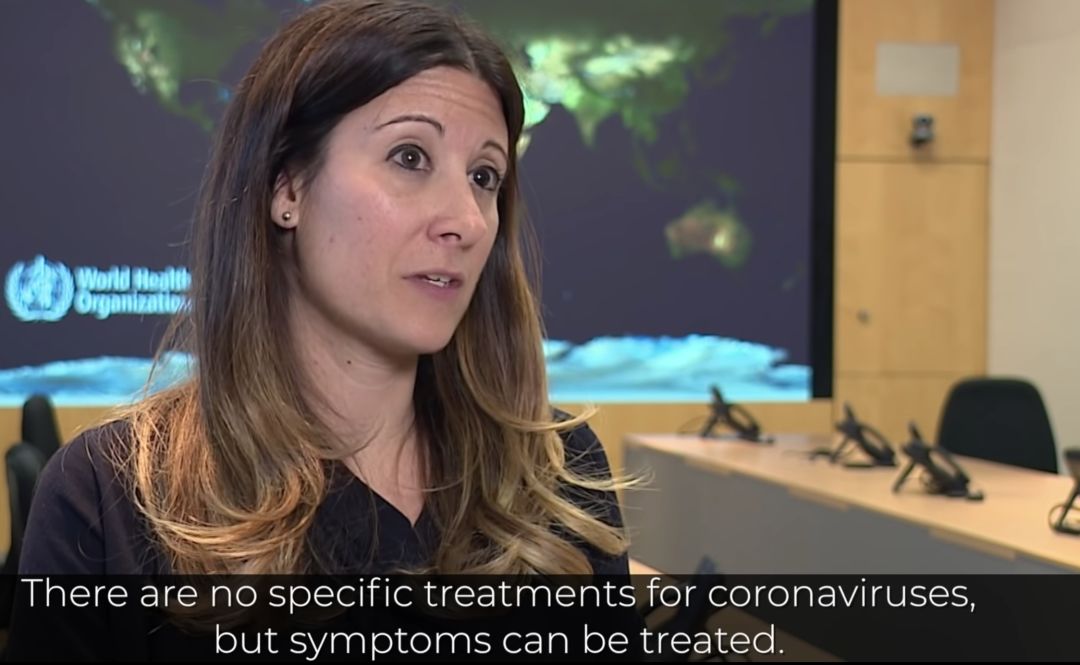 World Health
Organization
There are no specific treatments for coronaviruses,
but symptoms can be treated.